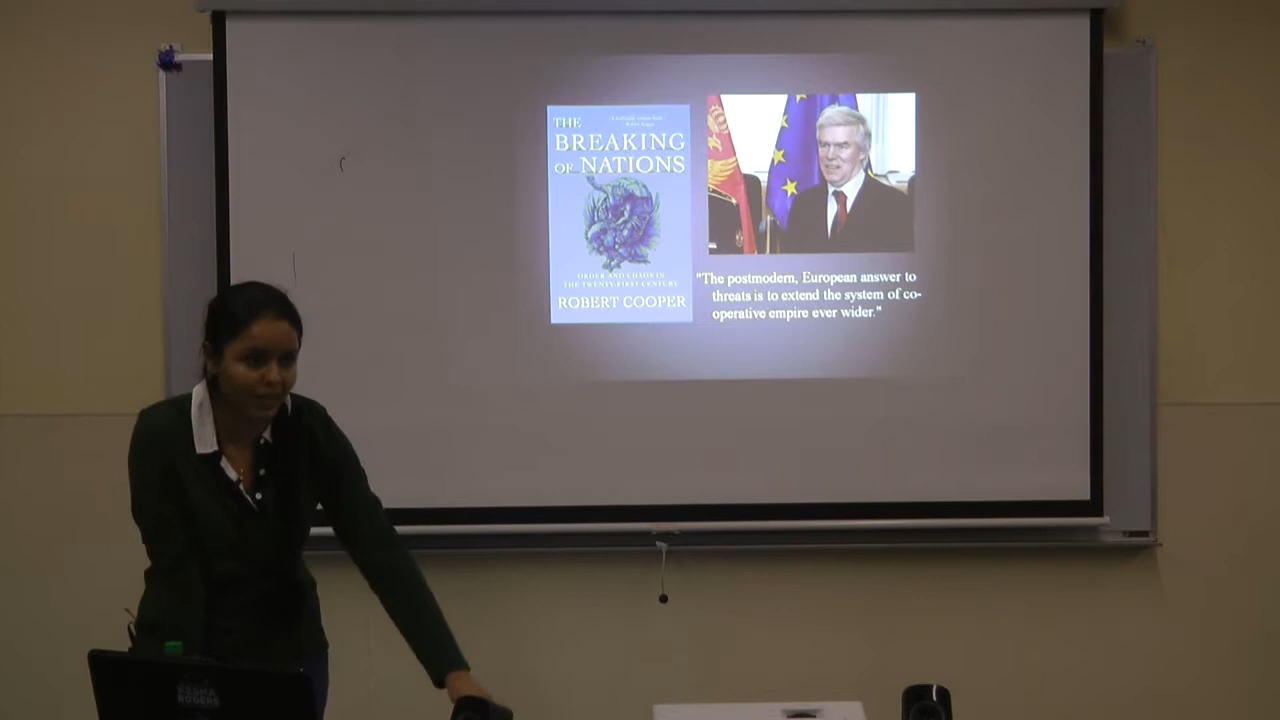 THE
BREAKING
OF NATIONS
ORDER AND CHAOS IN
THE TWENTY-FIRST CENTURY
ROBERT COOPER
"The postmodern, European answer to
threats is to extend the system of co-
operative empire ever wider."
ROGERS